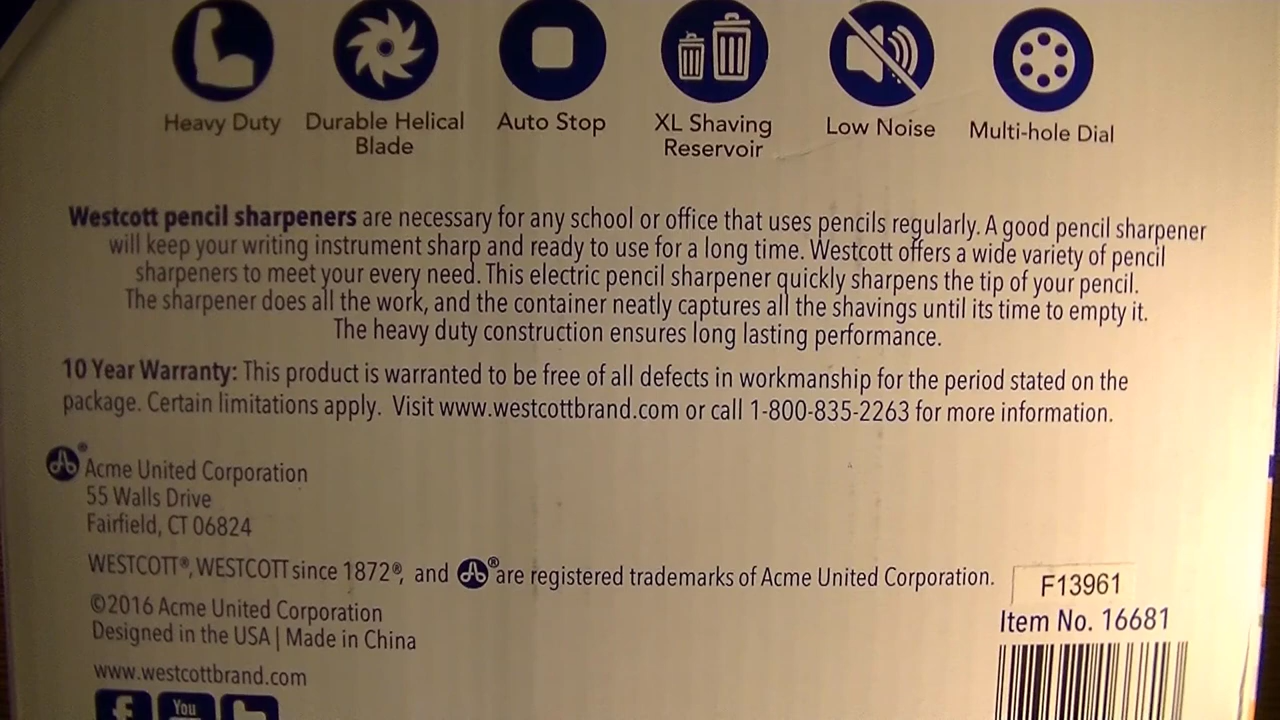 Heavy Duty
Durable Helical
Blade
Auto Stop
XL Shaving
Reservoir
Low Noise
Multi-hole Dial
Westcott pencil sharpeners are necessary for any school or office that uses pencils regularly. A good pencil sharpener
will keep your writing instrument sharp and ready to use for a long time. Westcott offers a wide variety of pencil
sharpeners to meet your every need. This electric pencil sharpener quickly sharpens the tip of your pencil.
The sharpener does all the work, and the container neatly captures all the shavings until its time to empty it.
The heavy duty construction ensures long lasting performance.
10 Year Warranty: This product is warranted to be free of all defects in workmanship for the period stated on the
package. Certain limitations apply. Visit www.westcottbrand.com or call 1-800-835-2263 for more information.
Acme United Corporation
55 Walls Drive
Fairfield, CT 06824
WESTCOTT®, WESTCOTT since 1872®, and ® are registered trademarks of Acme United Corporation.
©2016 Acme United Corporation
Designed in the USA | Made in China
www.westcottbrand.com
f You
F13961
Item No. 16681